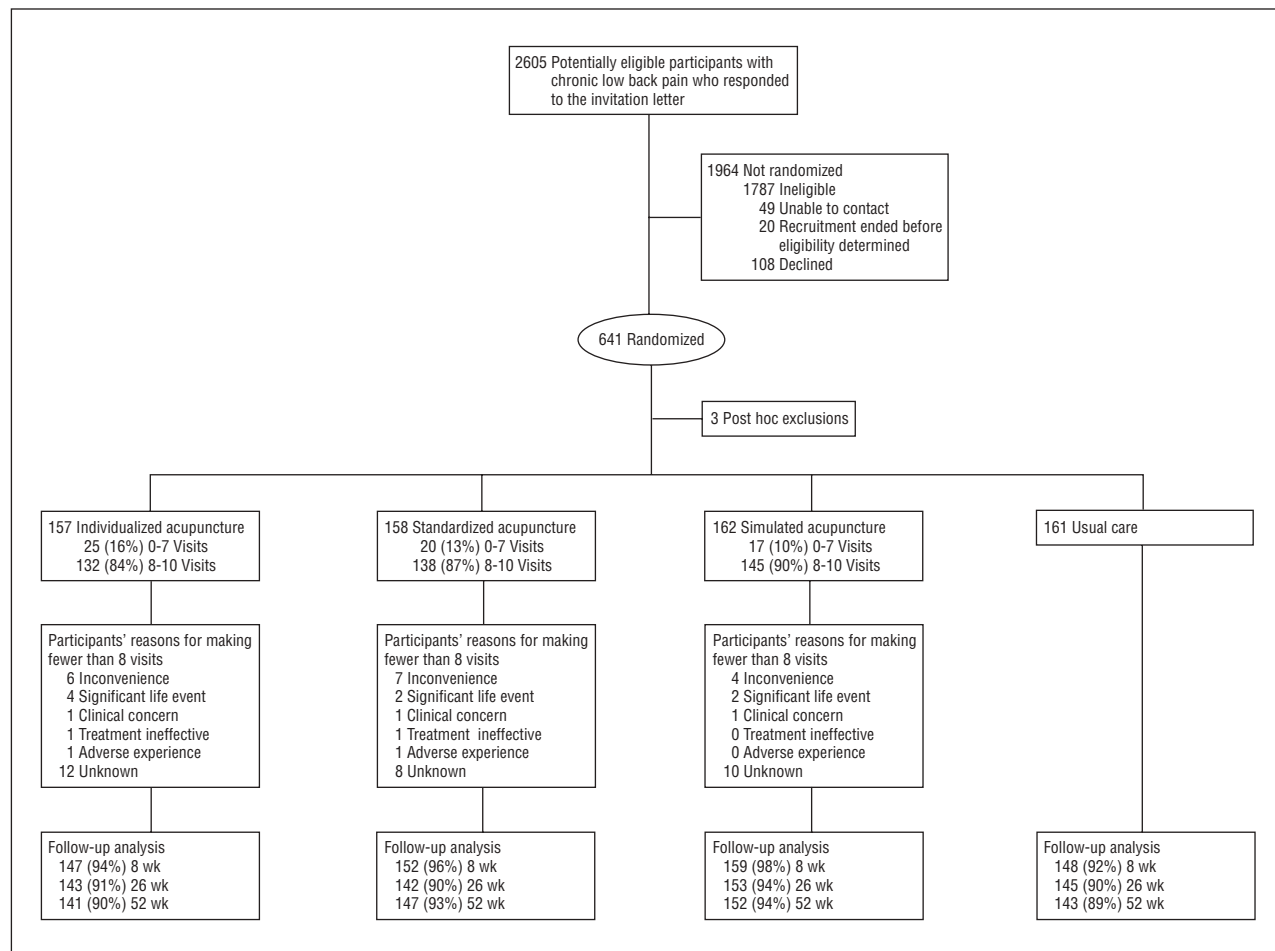 2605 Potentially eligible participants with
chronic low back pain who responded
to the invitation letter
1964 Not randomized
1787 Ineligible
49 Unable to contact
20 Recruitment ended before
eligibility determined
108 Declined
641 Randomized
3 Post hoc exclusions
157 Individualized acupuncture
25 (16%) 0-7 Visits
132 (84%) 8-10 Visits
158 Standardized acupuncture
20 (13%) 0-7 Visits
138 (87%) 8-10 Visits
162 Simulated acupuncture
17 (10%) 0-7 Visits
145 (90%) 8-10 Visits
161 Usual care
Participants' reasons for making
fewer than 8 visits
6 Inconvenience
4 Significant life event
1 Clinical concern
1 Treatment ineffective
1 Adverse experience
12 Unknown
Participants' reasons for making
fewer than 8 visits
7 Inconvenience
2 Significant life event
1 Clinical concern
1 Treatment ineffective
1 Adverse experience
8 Unknown
Participants' reasons for making
fewer than 8 visits
4 Inconvenience
2 Significant life event
1 Clinical concern
0 Treatment ineffective
0 Adverse experience
10 Unknown
Follow-up analysis
147 (94%) 8 wk
143 (91%) 26 wk
141 (90%) 52 wk
Follow-up analysis
152 (96%) 8 wk
142 (90%) 26 wk
147 (93%) 52 wk
Follow-up analysis
159 (98%) 8 wk
153 (94%) 26 wk
152 (94%) 52 wk
Follow-up analysis
148 (92%) 8 wk
145 (90%) 26 wk
143 (89%) 52 wk